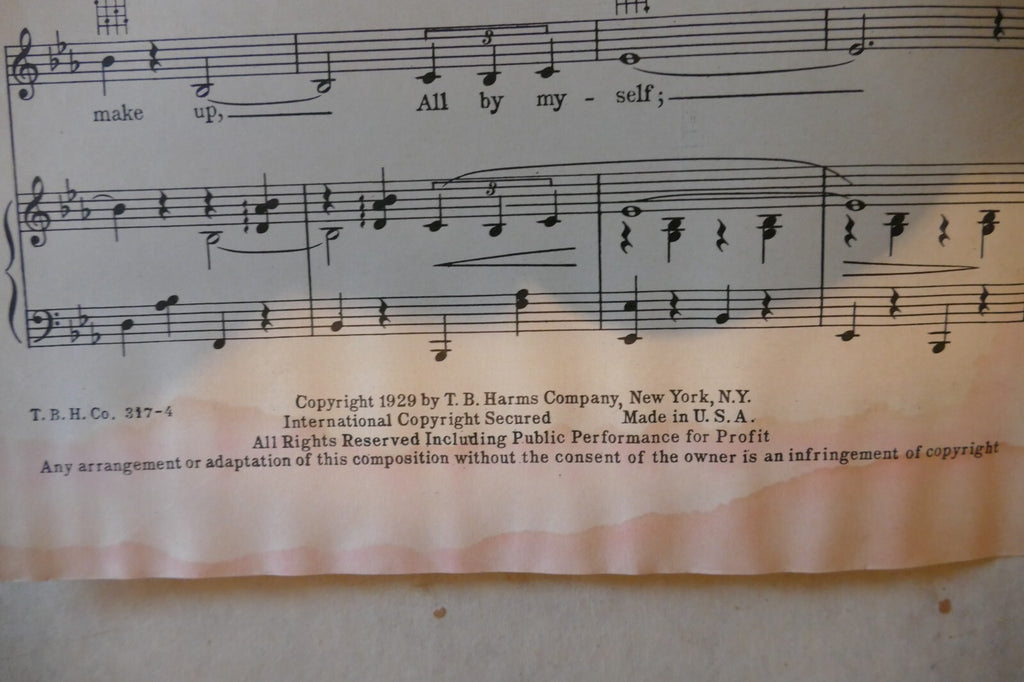 make up, All by my - self;
T. B. H. Co. 317-4
Copyright 1929 by T. B. Harms Company, New York, N.Y.
International Copyright Secured Made in U. S. A.
All Rights Reserved Including Public Performance for Profit
Any arrangement or adaptation of this composition without the consent of the owner is an infringement of copyright